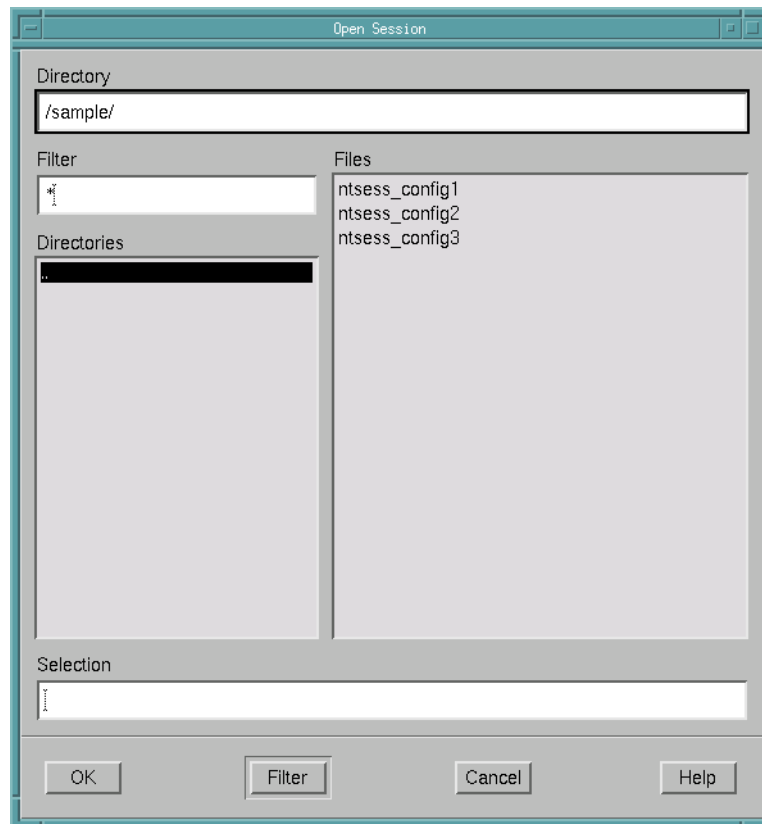 Open Session
Directory
/sample/
Filter
*
Files
ntsess_config1
ntsess_config2
ntsess_config3
Directories
..
Selection
OK Filter Cancel Help